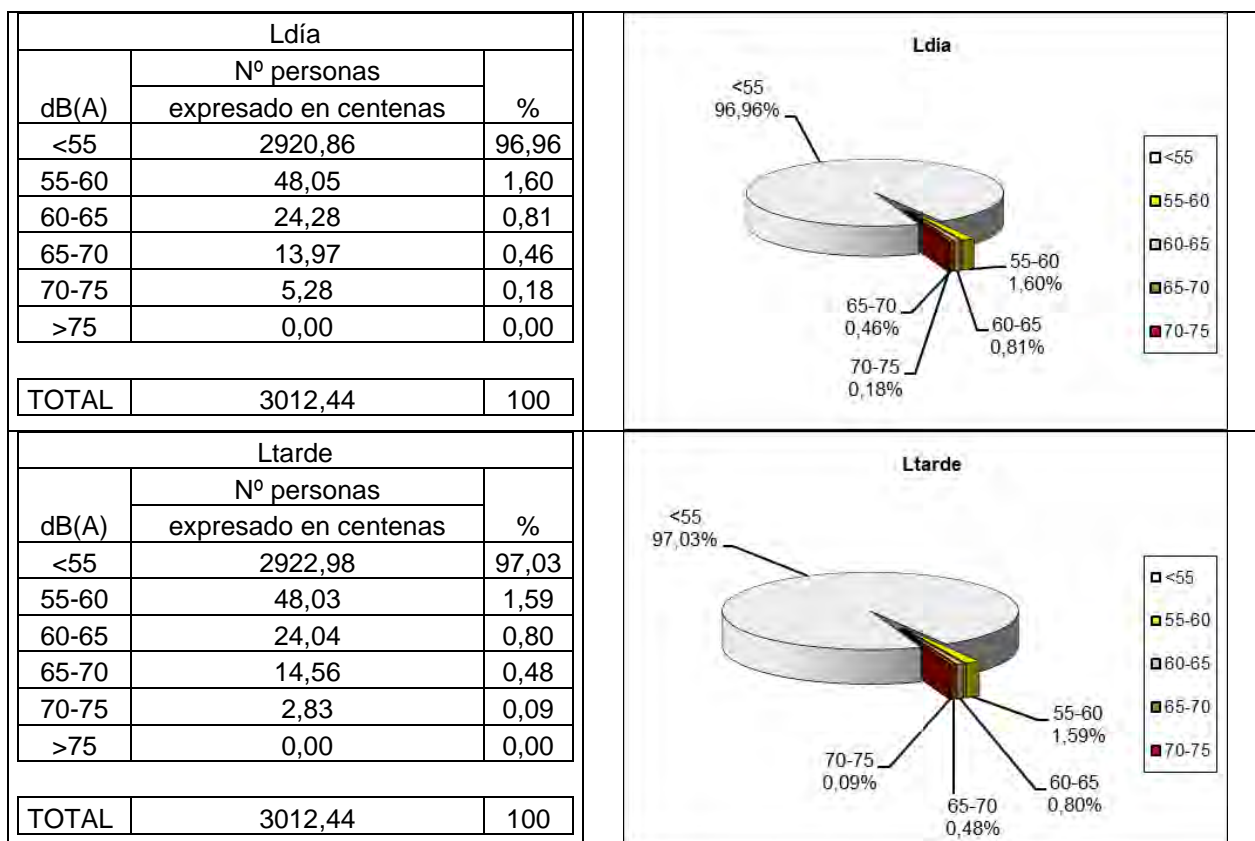 Ldía
Nº personas
dB(A) expresado en centenas %
<55 2920,86 96,96
55-60 48,05 1,60
60-65 24,28 0,81
65-70 13,97 0,46
70-75 5,28 0,18
>75 0,00 0,00
TOTAL 3012,44 100
Ldia
<55
96,96%
55-60
1,60%
65-70
0,46%
60-65
0,81%
70-75
0,18%
<55
55-60
60-65
65-70
70-75
Ltarde
Nº personas
dB(A) expresado en centenas %
<55 2922,98 97,03
55-60 48,03 1,59
60-65 24,04 0,80
65-70 14,56 0,48
70-75 2,83 0,09
>75 0,00 0,00
TOTAL 3012,44 100
Ltarde
<55
97,03%
55-60
1,59%
70-75
0,09%
60-65
0,80%
65-70
0,48%
<55
55-60
60-65
65-70
70-75